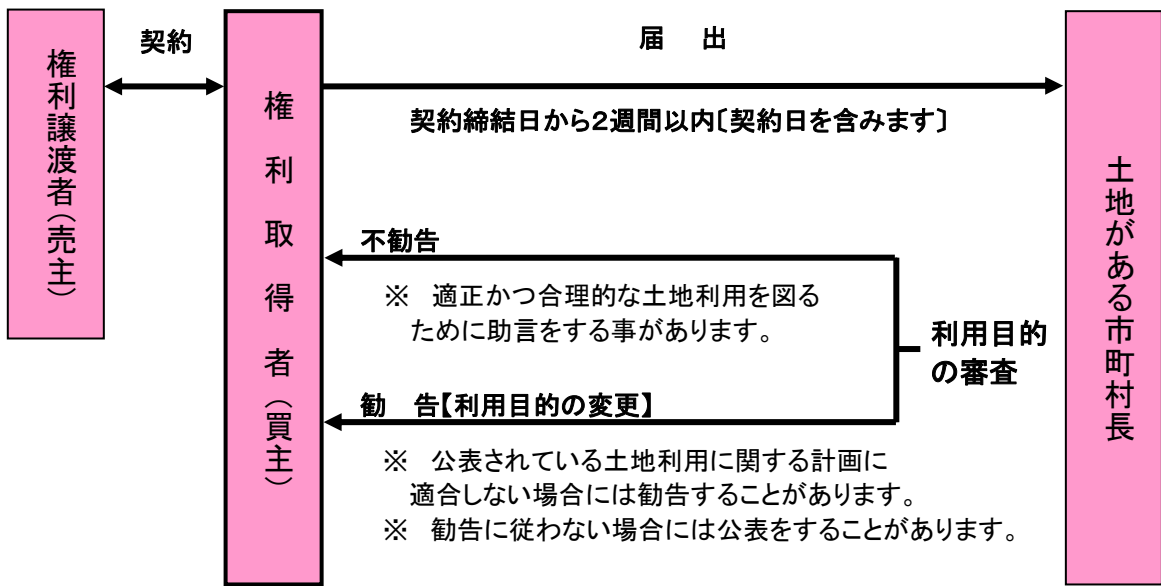 権利譲渡者(売主)
契約
権利取得者(買主)
届 出
契約締結日から2週間以内〔契約日を含みます〕
不勧告
※ 適正かつ合理的な土地利用を図る
ために助言をする事があります。
利用目的
の審査
勧 告【利用目的の変更】
※ 公表されている土地利用に関する計画に
適合しない場合には勧告することがあります。
※ 勧告に従わない場合には公表をすることがあります。
土地がある市町村長